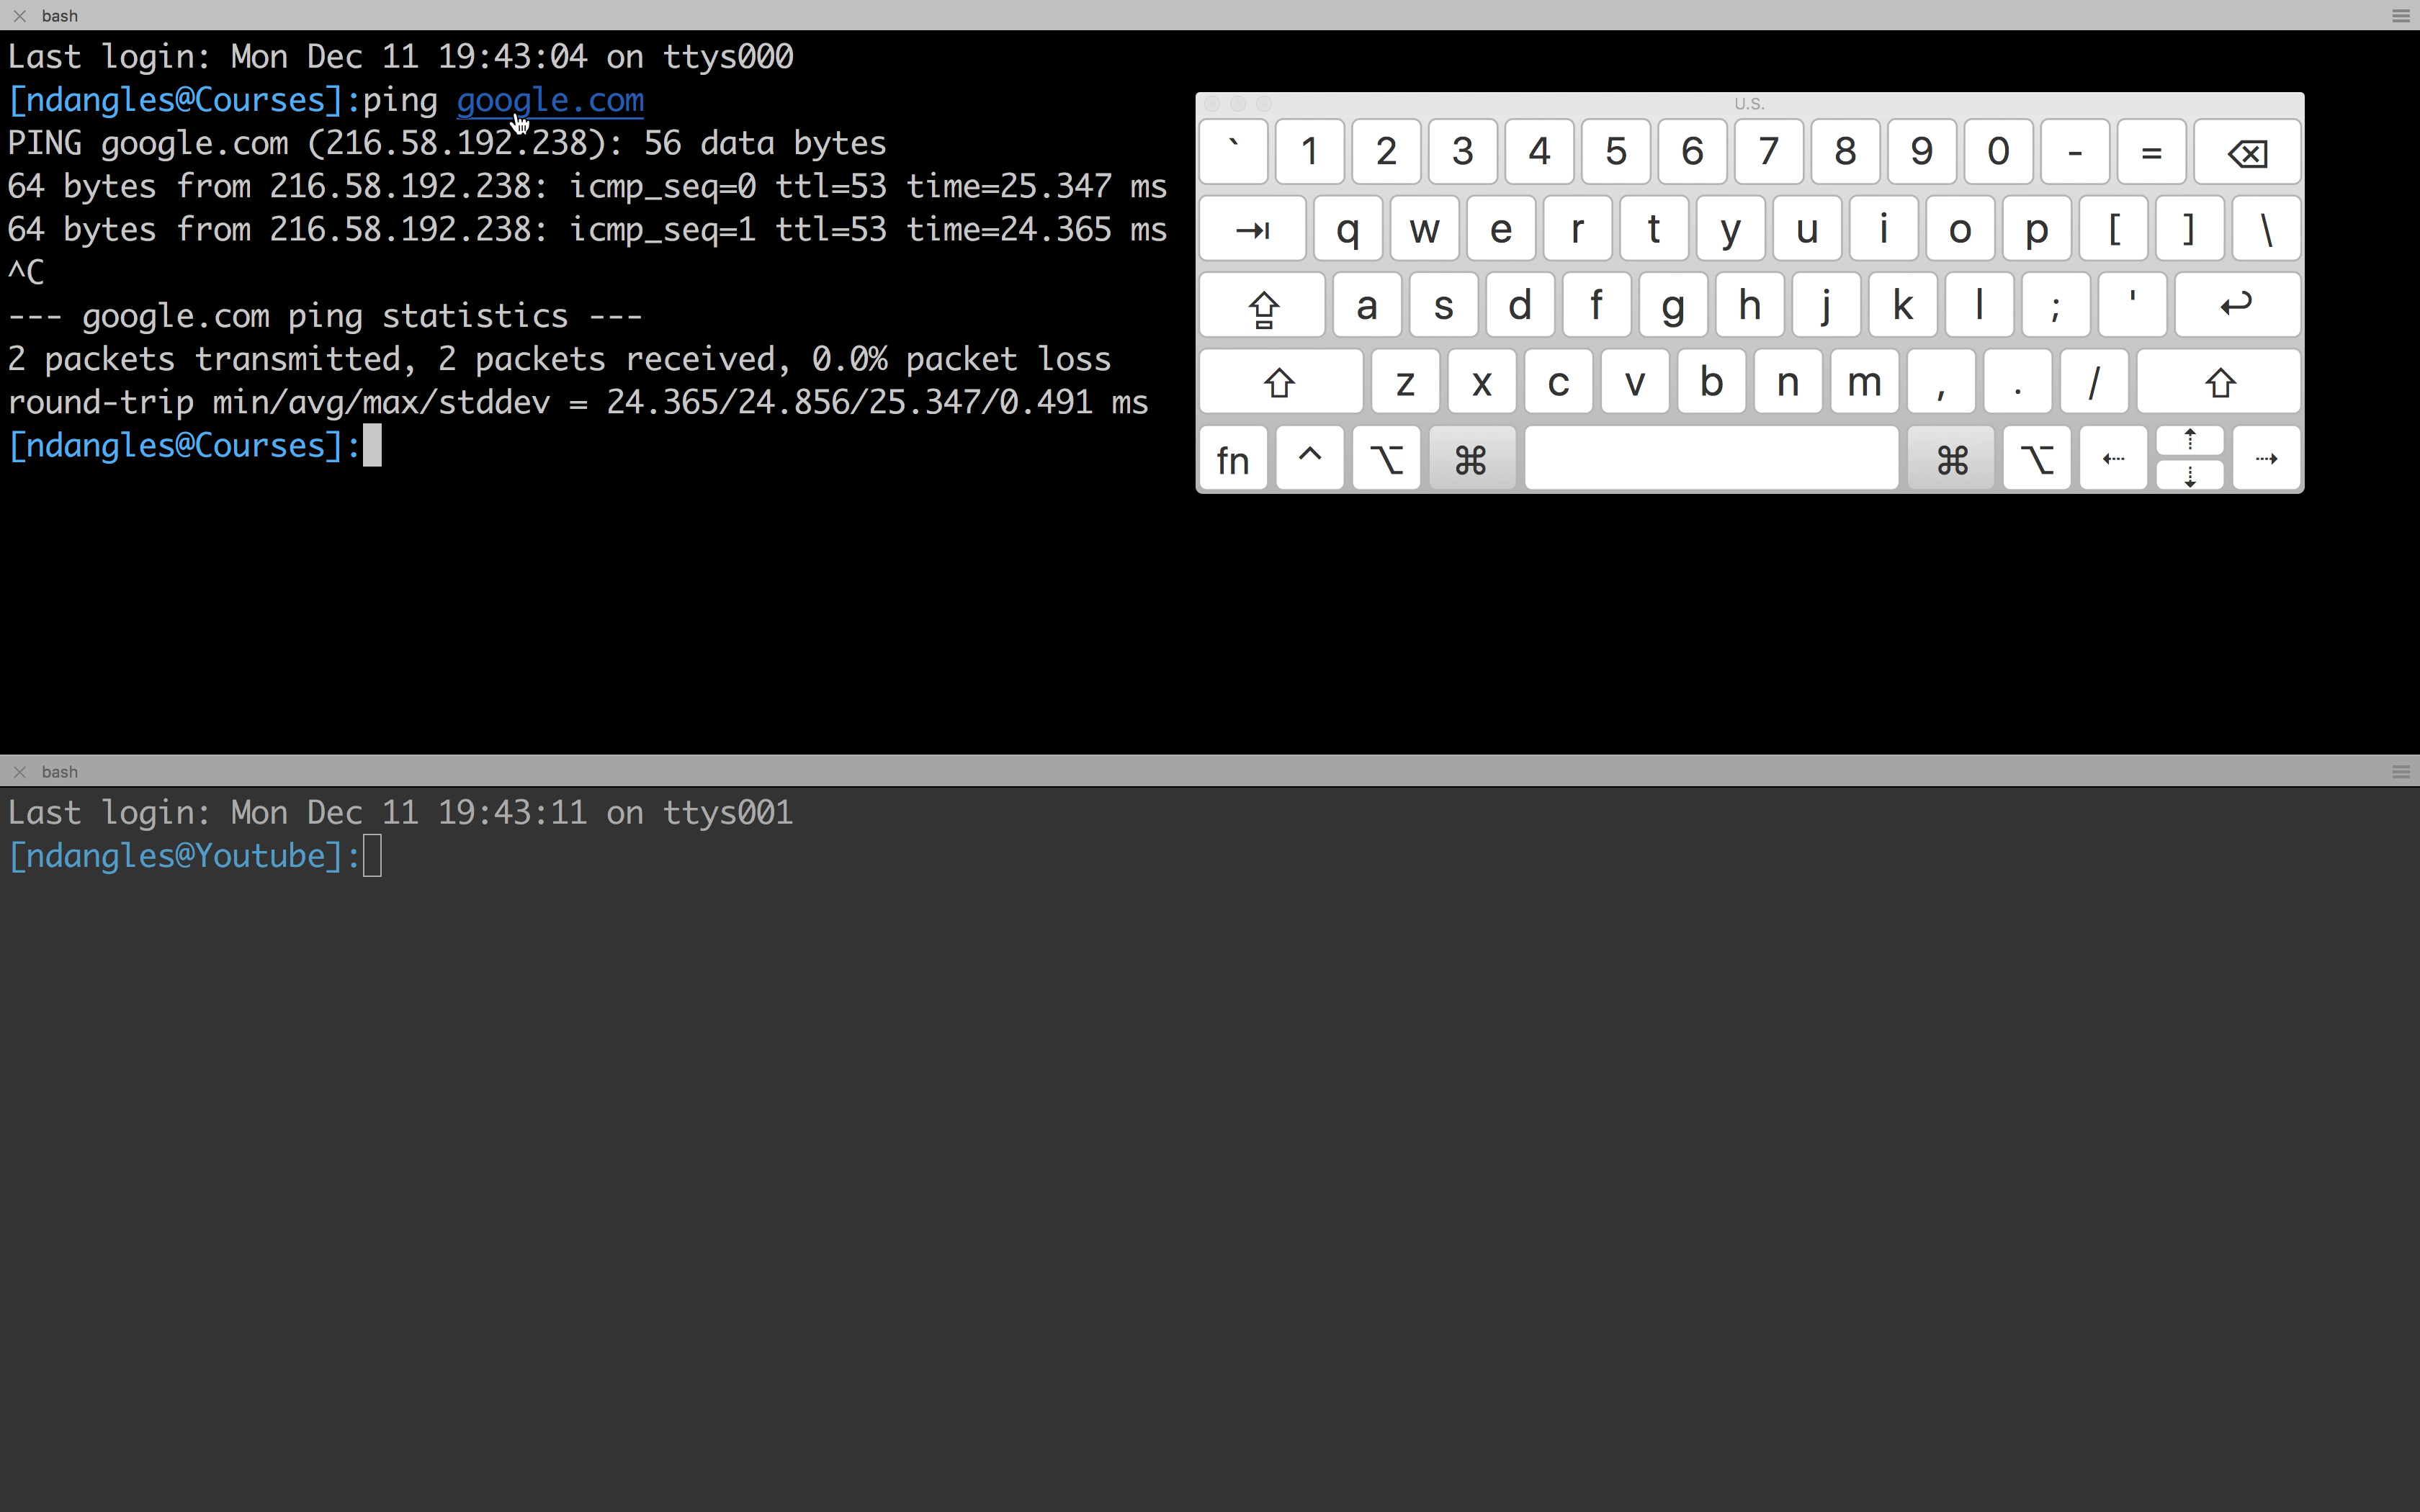 bash
Last login: Mon Dec 11 19:43:04 on ttys000
[ndangles@Courses]:ping google.com
PING google.com (216.58.192.238): 56 data bytes
64 bytes from 216.58.192.238: icmp_seq=0 ttl=53 time=25.347 ms
64 bytes from 216.58.192.238: icmp_seq=1 ttl=53 time=24.365 ms
^C
--- google.com ping statistics ---
2 packets transmitted, 2 packets received, 0.0% packet loss
round-trip min/avg/max/stddev = 24.365/24.856/25.347/0.491 ms
[ndangles@Courses]:
U.S.
` 1 2 3 4 5 6 7 8 9 0 - = ⌫
⇥ q w e r t y u i o p [ ] \
⇪ a s d f g h j k l ; ' ↩
⇧ z x c v b n m , . / ⇧
fn ^ ⌥ ⌘ ⌘ ⌥ ⇠ ⇡ ⇣ ⇢
bash
Last login: Mon Dec 11 19:43:11 on ttys001
[ndangles@Youtube]: